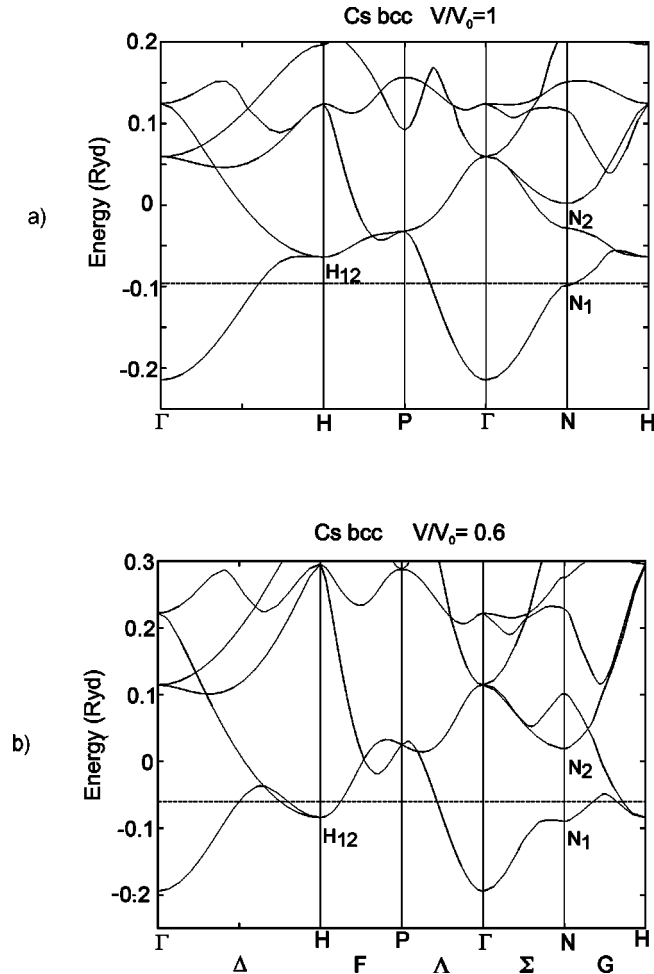 Cs bcc V/V₀=1
a)
Energy (Ryd)
0.2
0.1
0
-0.1
-0.2
H₁₂
N₂
N₁
Γ H P Γ N H
Cs bcc V/V₀= 0.6
b)
Energy (Ryd)
0.3
0.2
0.1
0
-0.1
-0.2
H₁₂
N₂
N₁
Γ H P Γ N H
Δ F Λ Σ G